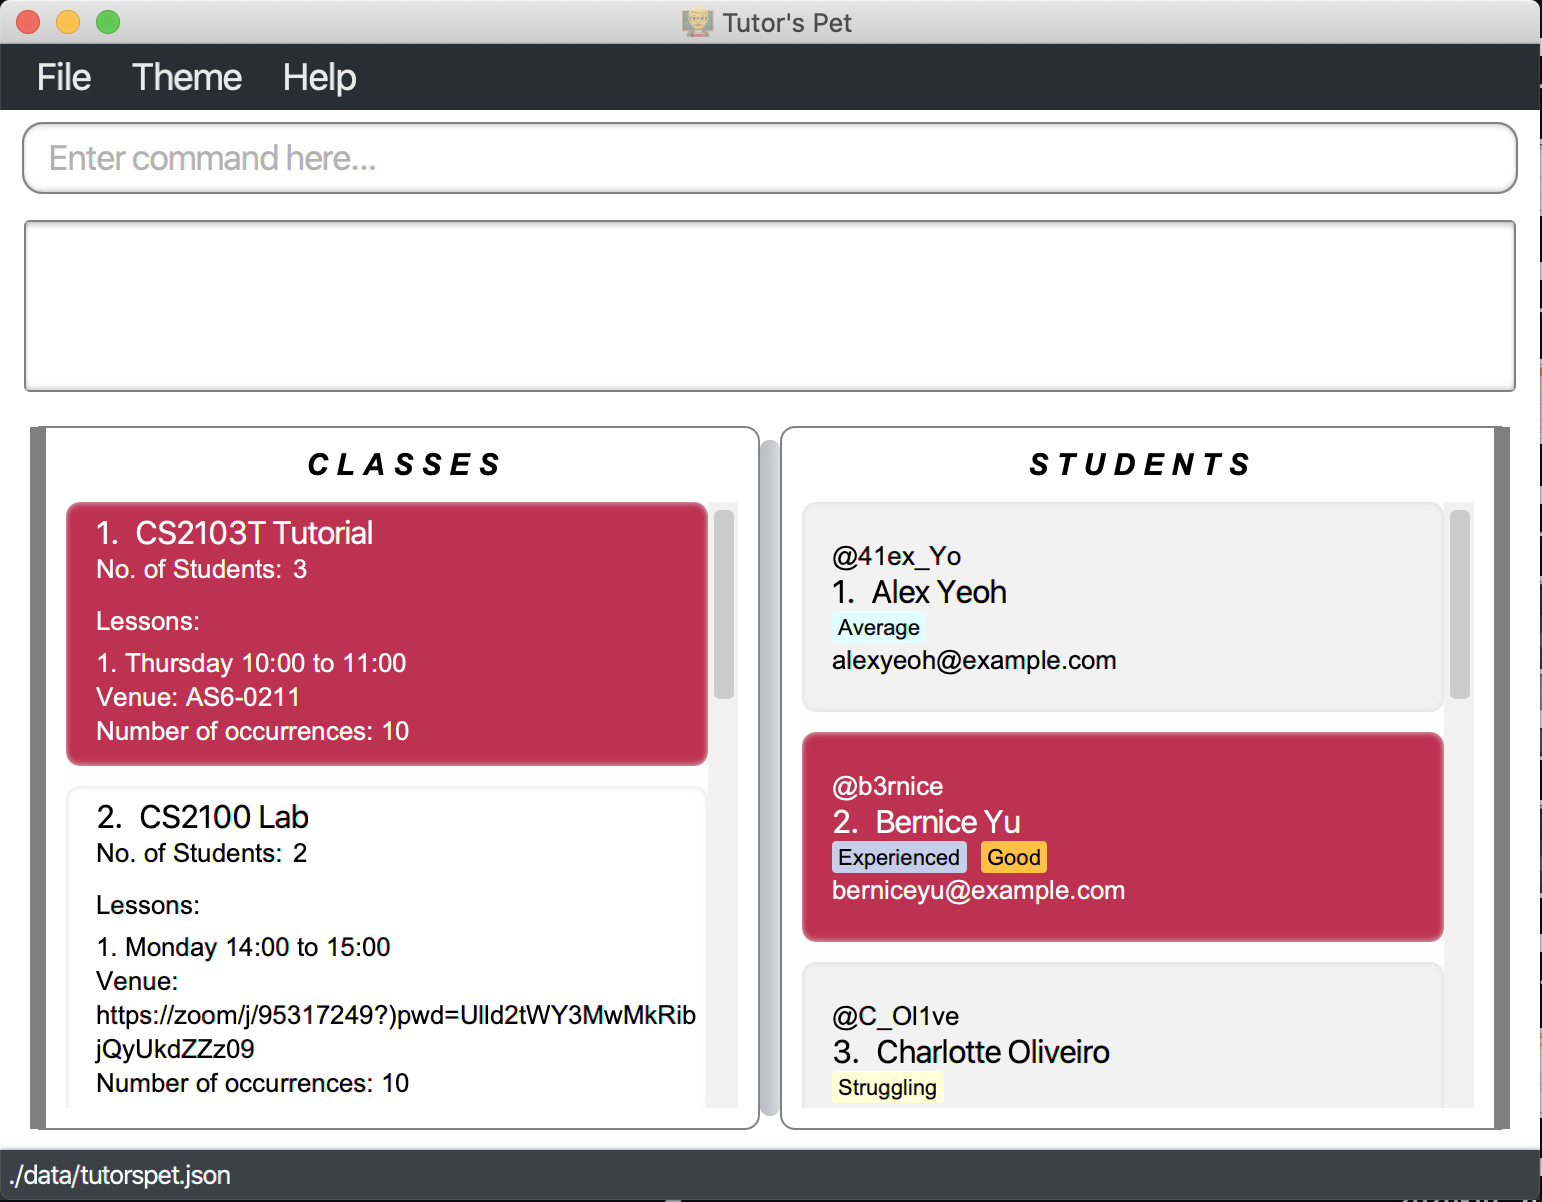 Tutor's Pet
File Theme Help
Enter command here...
CLASSES
1. CS2103T Tutorial
No. of Students: 3
Lessons:
1. Thursday 10:00 to 11:00
Venue: AS6-0211
Number of occurrences: 10
2. CS2100 Lab
No. of Students: 2
Lessons:
1. Monday 14:00 to 15:00
Venue:
https://zoom/j/95317249?)pwd=Ulld2tWY3MwMkRib
jQyUkdZZz09
Number of occurrences: 10
STUDENTS
@41ex_Yo
1. Alex Yeoh
Average
alexyeoh@example.com
@b3rnice
2. Bernice Yu
Experienced Good
berniceyu@example.com
@C_Ol1ve
3. Charlotte Oliveiro
Struggling
./data/tutorspet.json